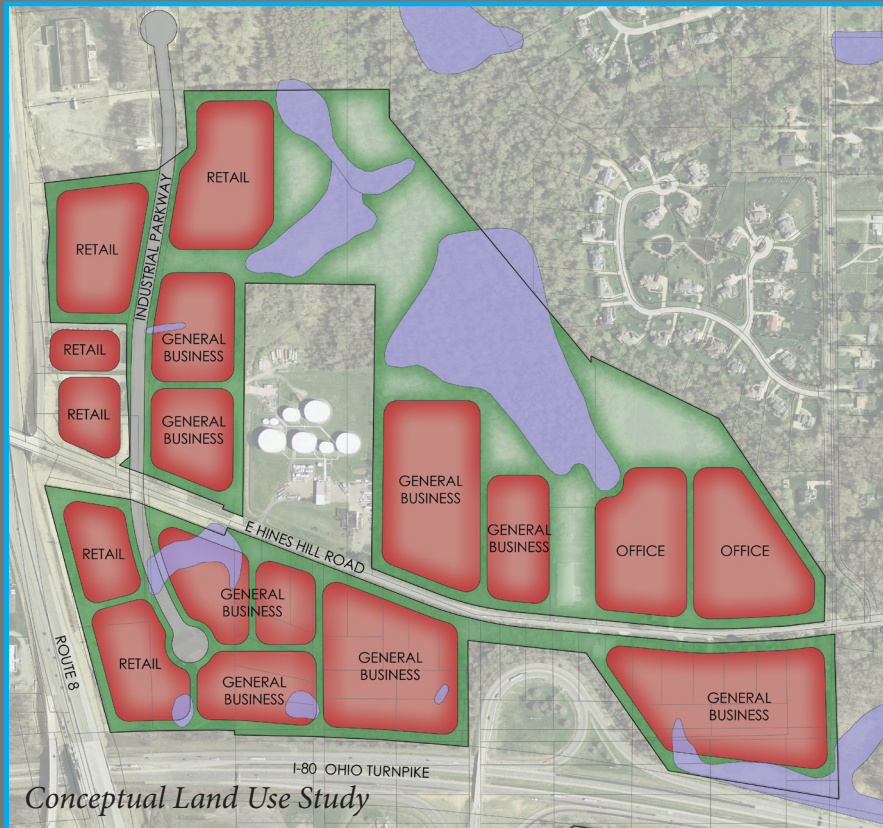 RETAIL
RETAIL
INDUSTRIAL PARKWAY
RETAIL
GENERAL
BUSINESS
RETAIL
GENERAL
BUSINESS
GENERAL
BUSINESS
GENERAL
BUSINESS
E HINES HILL ROAD
RETAIL
OFFICE
OFFICE
GENERAL
BUSINESS
ROUTE 8
RETAIL
GENERAL
BUSINESS
GENERAL
BUSINESS
GENERAL
BUSINESS
I-80 OHIO TURNPIKE
Conceptual Land Use Study